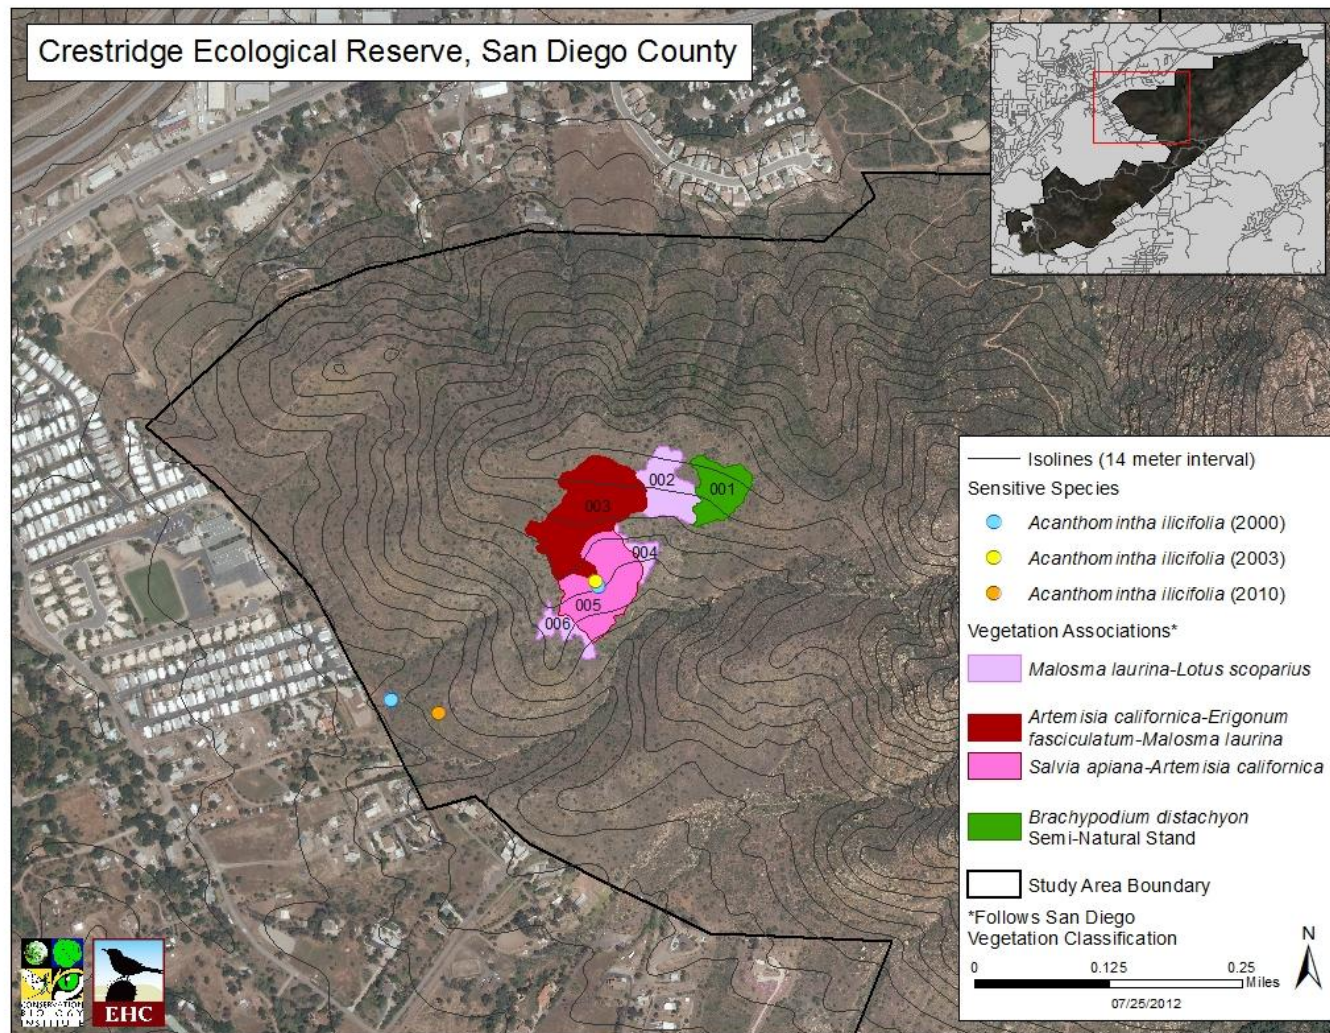 Crestridge Ecological Reserve, San Diego County
002
001
003
004
005
006
Isolines (14 meter interval)
Sensitive Species
Acanthomintha ilicifolia (2000)
Acanthomintha ilicifolia (2003)
Acanthomintha ilicifolia (2010)
Vegetation Associations*
Malosma laurina-Lotus scoparius
Artemisia californica-Erigonum
fasciculatum-Malosma laurina
Salvia apiana-Artemisia californica
Brachypodium distachyon
Semi-Natural Stand
Study Area Boundary
*Follows San Diego
Vegetation Classification
N
0 0.125 0.25
Miles
07/25/2012
CONSERVATION
BIOLOGY
INSTITUTE
EHC